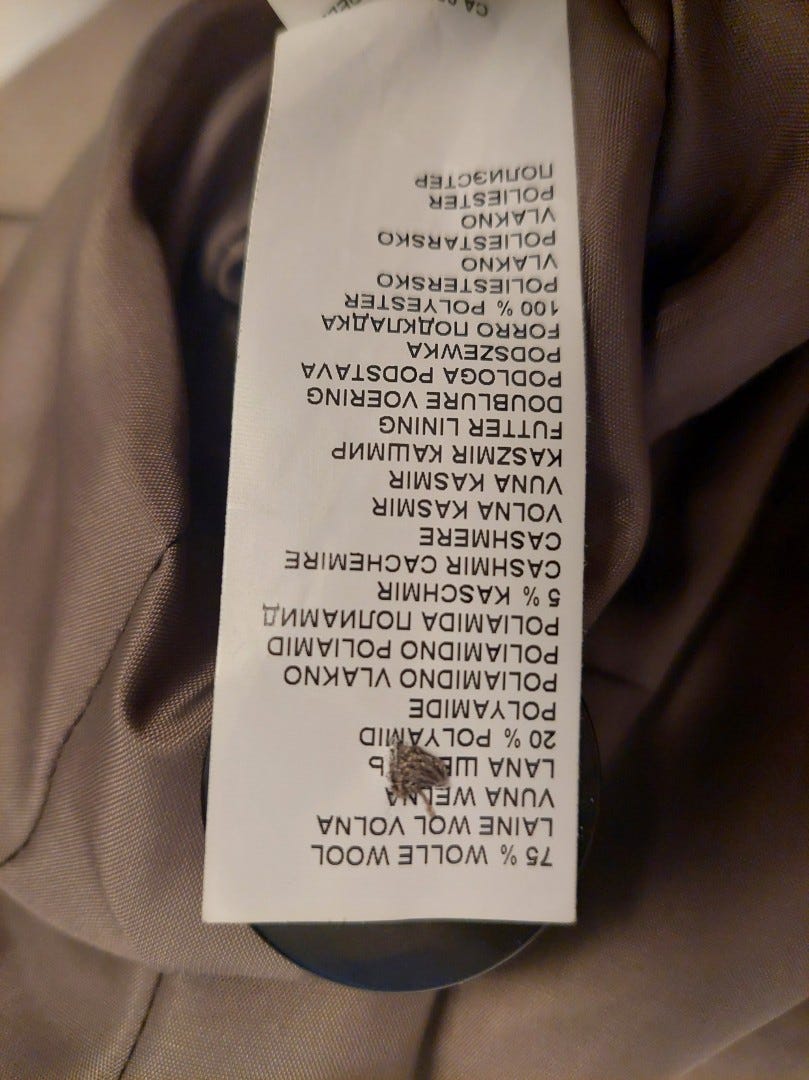 75 % WOLLE WOOL
LAINE WOL VOLNA
VUNA WEŁNA
LANA
20 % POLYAMID
POLYAMIDE
POLIAMIDNO VLAKNO
POLIAMIDNO POLIAMID
POLIAMIDA ПОЛИАМИД
5 % KASCHMIR
CASHMIR CACHEMIRE
CASHMERE
VOLNA KASMIR
VUNA KASMIR
KASZMIR КАШМИР
FUTTER LINING
DOUBLURE VOERING
PODLOGA PODSTAVA
PODSZEWKA
FORRO ПОДКЛАДКА
100 % POLYESTER
POLIESTERSKO
VLAKNO
POLIESTARSKO
VLAKNO
POLIESTER
ПОЛИЭСТЕР